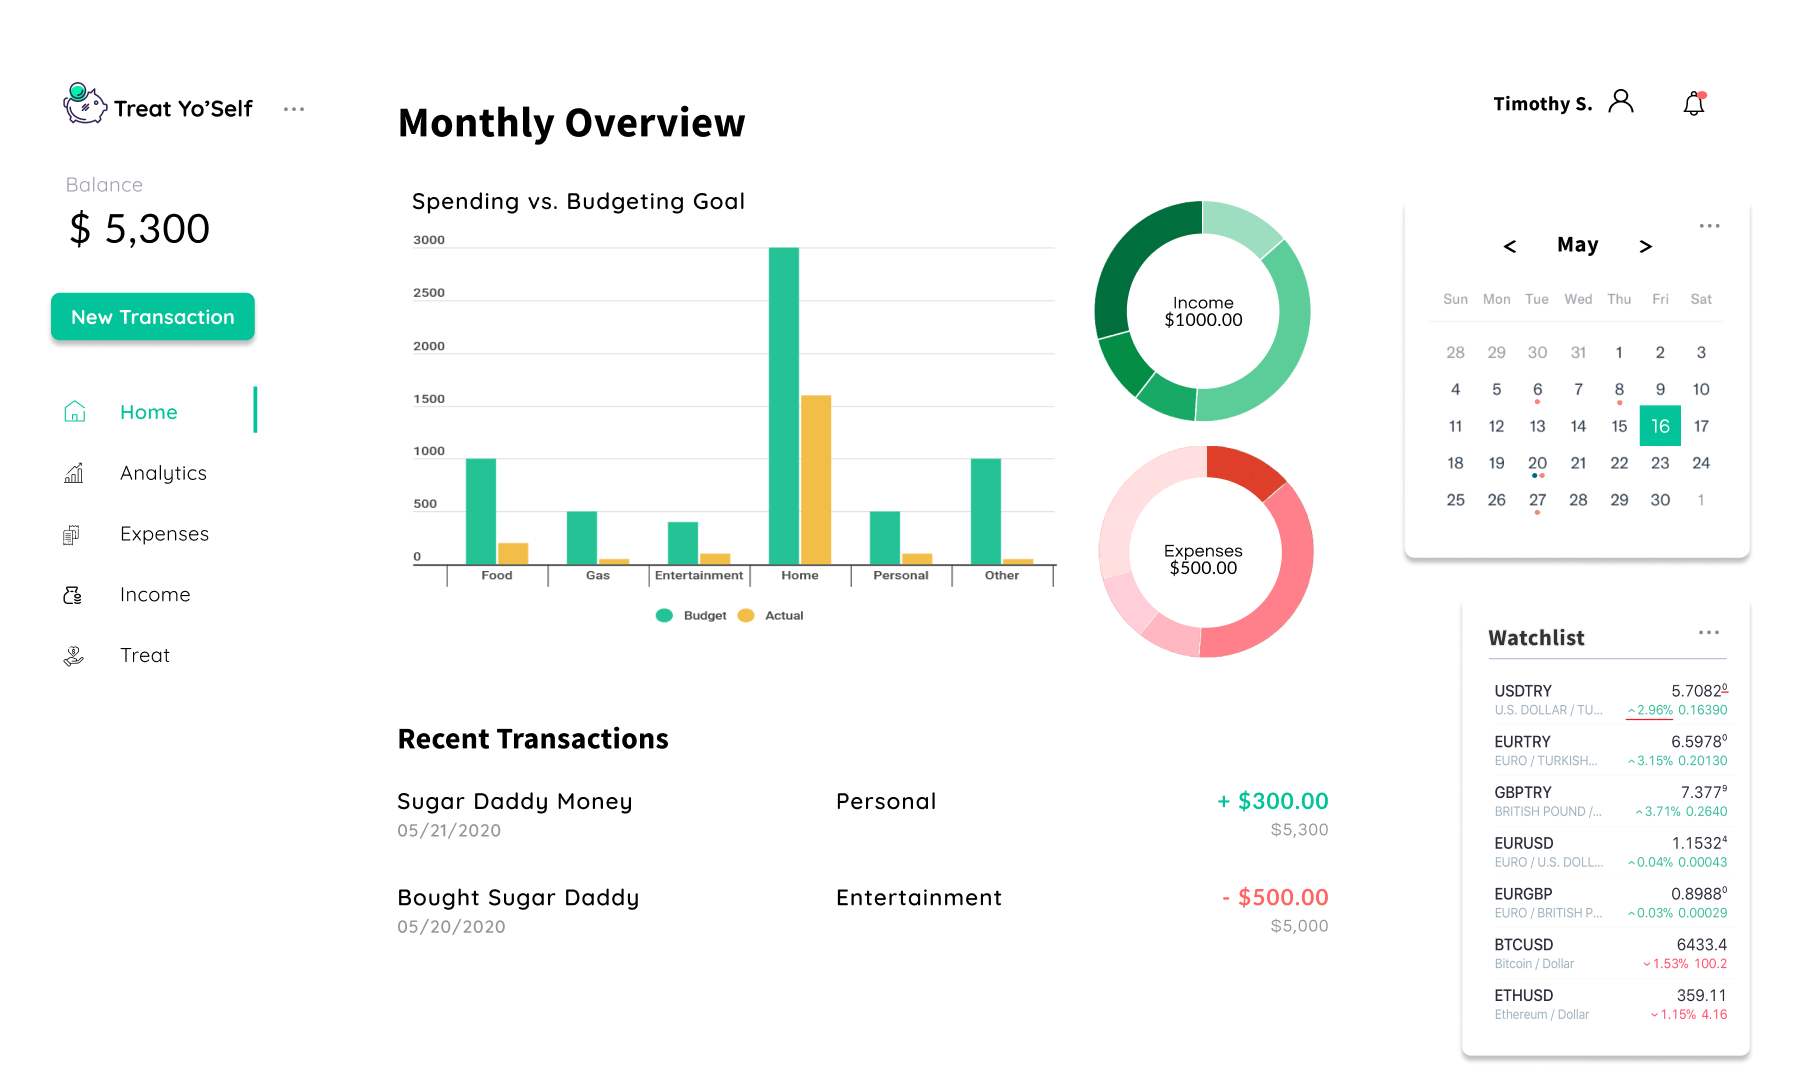 Treat Yo'Self
Balance
$ 5,300
New Transaction
Home
Analytics
Expenses
Income
Treat
Monthly Overview
Spending vs. Budgeting Goal
3000
2500
2000
1500
1000
500
0
Food Gas Entertainment Home Personal Other
Budget Actual
Income
$1000.00
Expenses
$500.00
Recent Transactions
Sugar Daddy Money Personal + $300.00
05/21/2020 $5,300
Bought Sugar Daddy Entertainment - $500.00
05/20/2020 $5,000
Timothy S.
< May >
Sun Mon Tue Wed Thu Fri Sat
28 29 30 31 1 2 3
4 5 6 7 8 9 10
11 12 13 14 15 16 17
18 19 20 21 22 23 24
25 26 27 28 29 30 1
Watchlist
USDTRY 5.7082⁰
U.S. DOLLAR / TU... 2.96% 0.16390
EURTRY 6.5978⁰
EURO / TURKISH... 3.15% 0.20130
GBPTRY 7.377⁹
BRITISH POUND /... 3.71% 0.2640
EURUSD 1.1532⁴
EURO / U.S. DOLL... 0.04% 0.00043
EURGBP 0.8988⁰
EURO / BRITISH P... 0.03% 0.00029
BTCUSD 6433.4
Bitcoin / Dollar 1.53% 100.2
ETHUSD 359.11
Ethereum / Dollar 1.15% 4.16